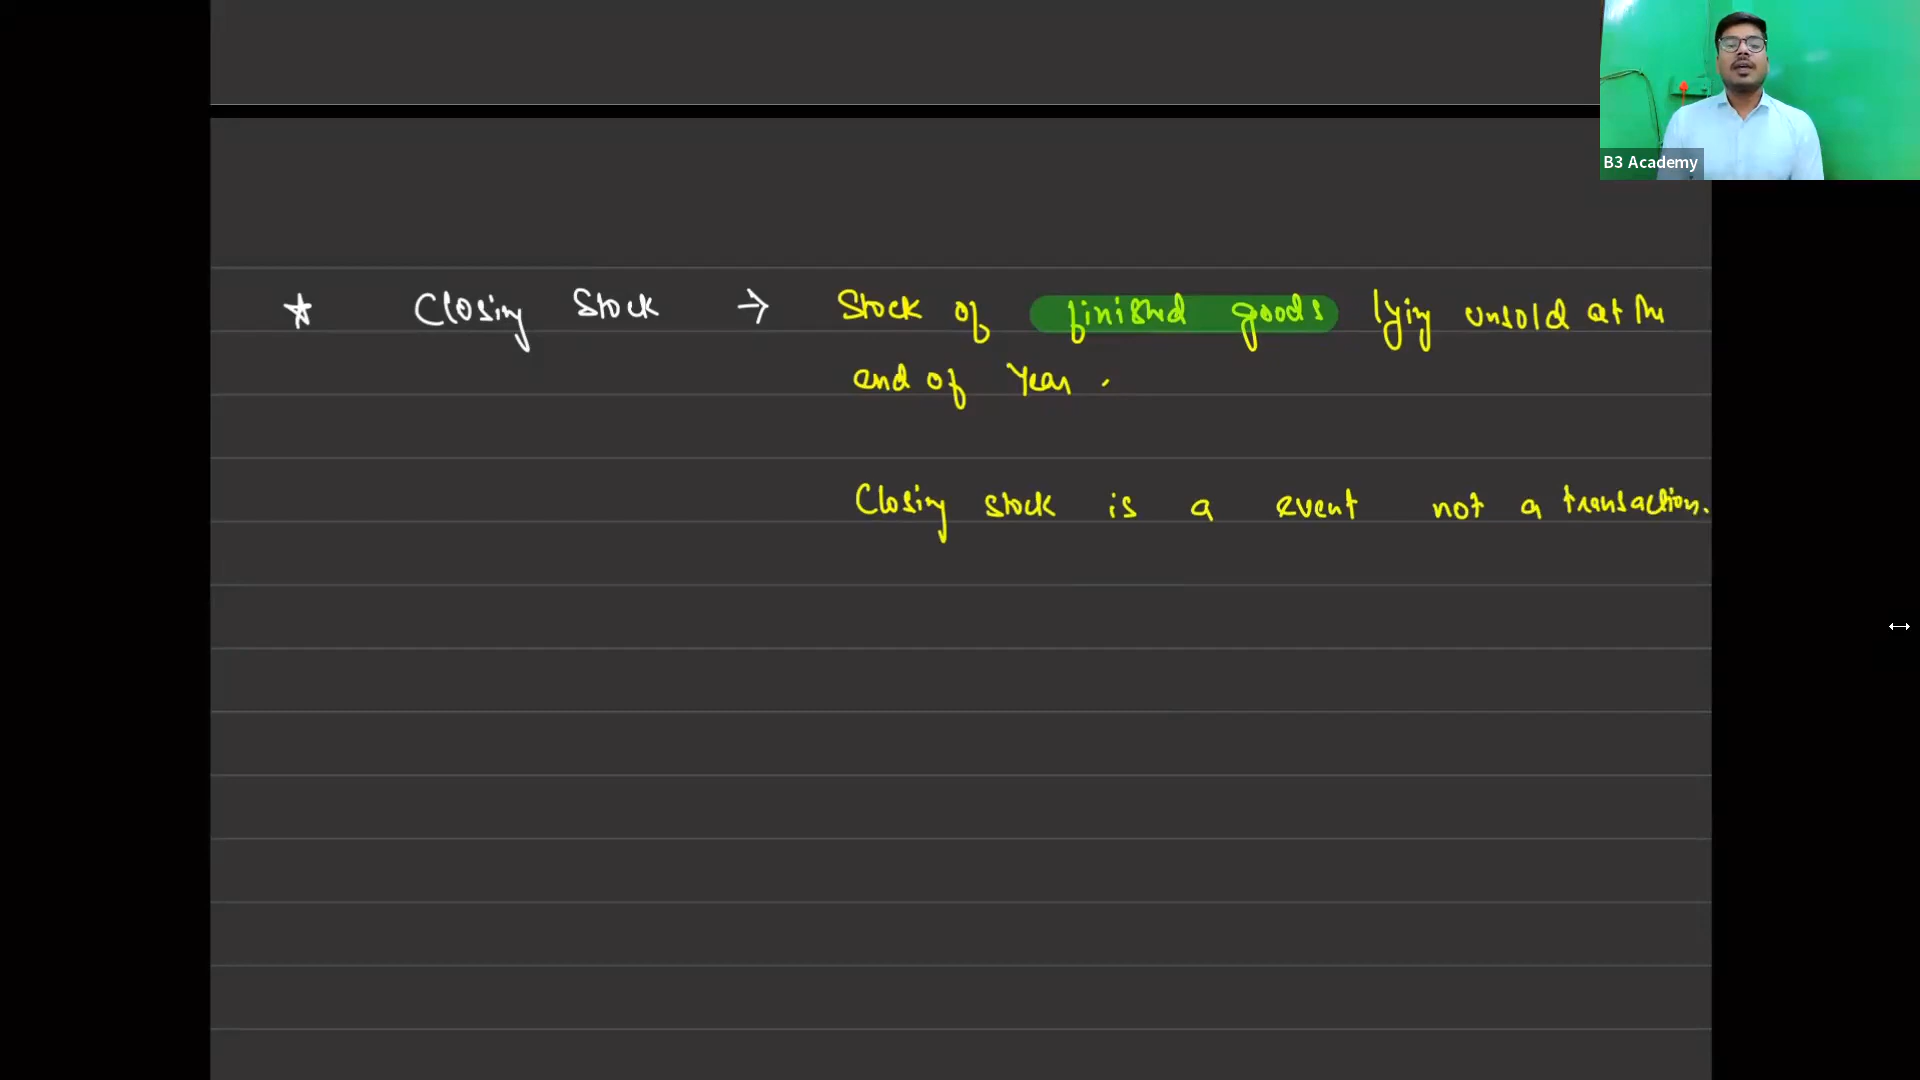 B3 Academy
★ Closing Stock → Stock of finished goods lying unsold at the
end of Year.
Closing stock is a event not a transaction.